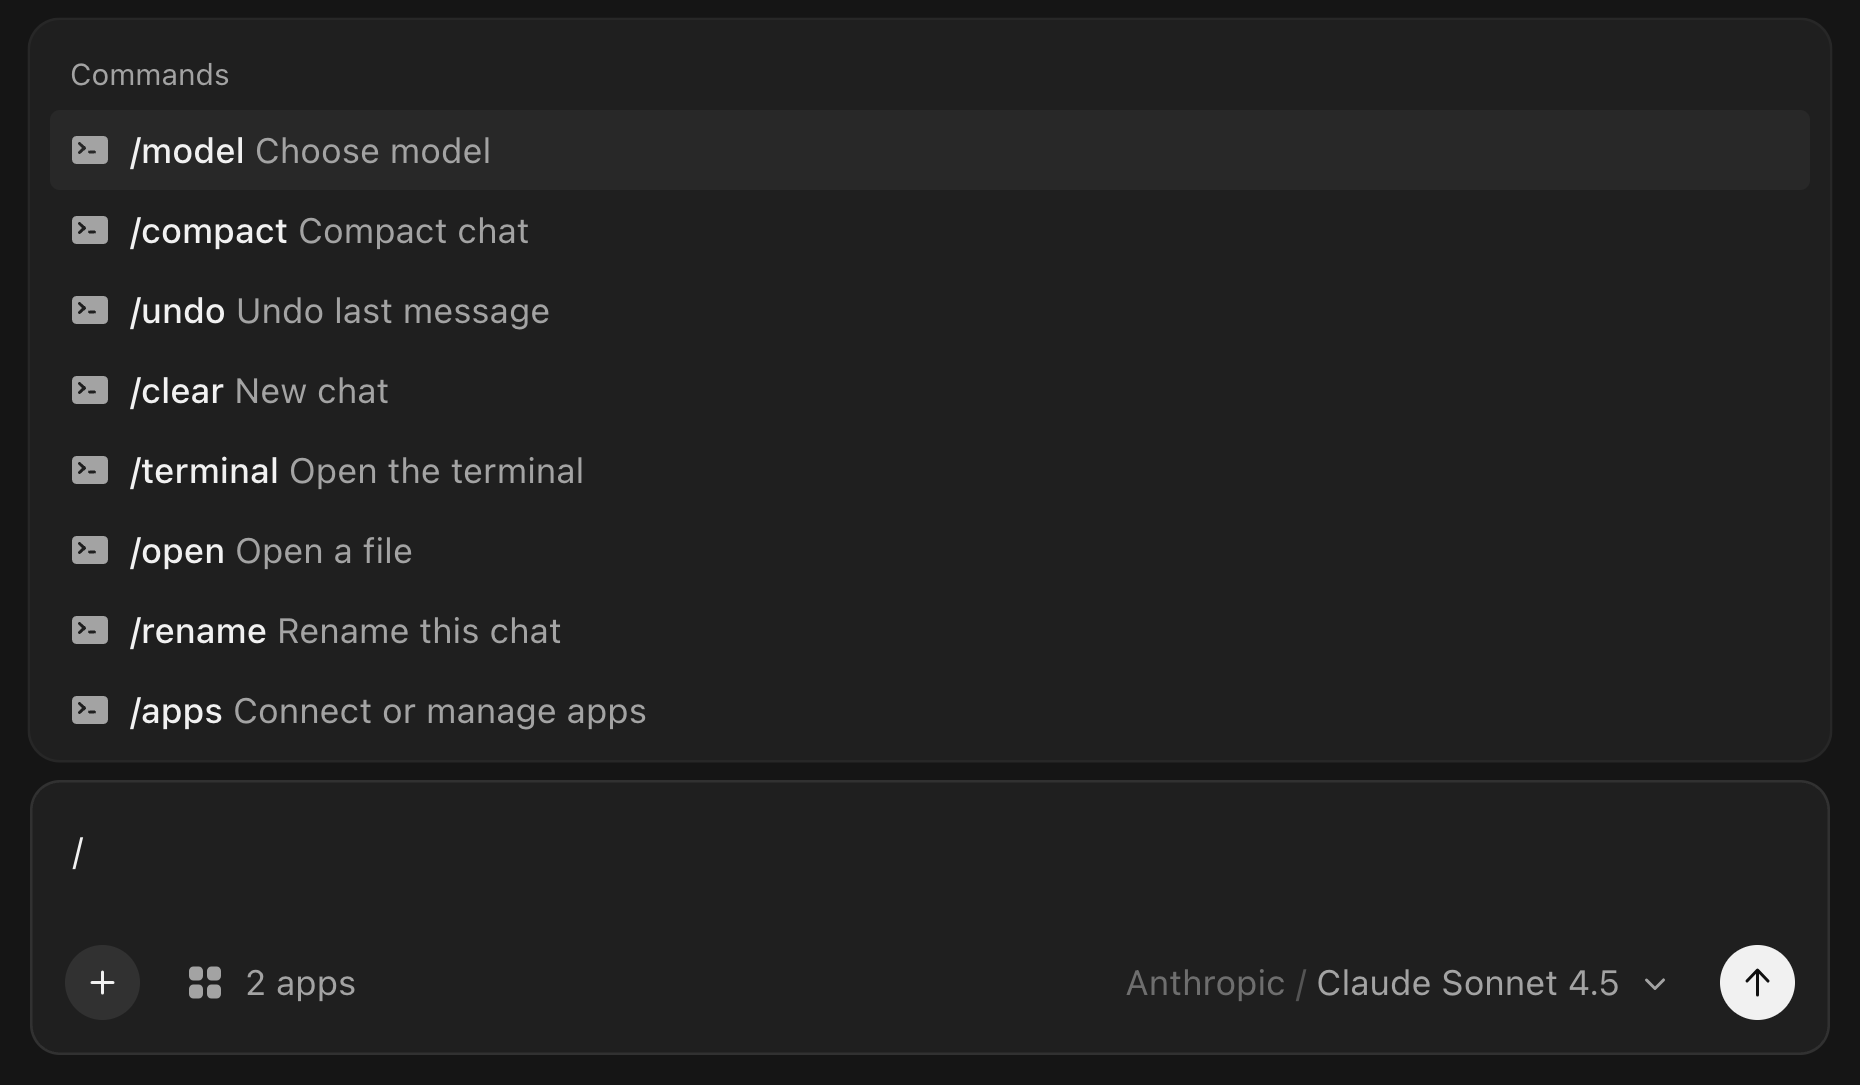 Commands
/model Choose model
/compact Compact chat
/undo Undo last message
/clear New chat
/terminal Open the terminal
/open Open a file
/rename Rename this chat
/apps Connect or manage apps
/
2 apps
Anthropic / Claude Sonnet 4.5